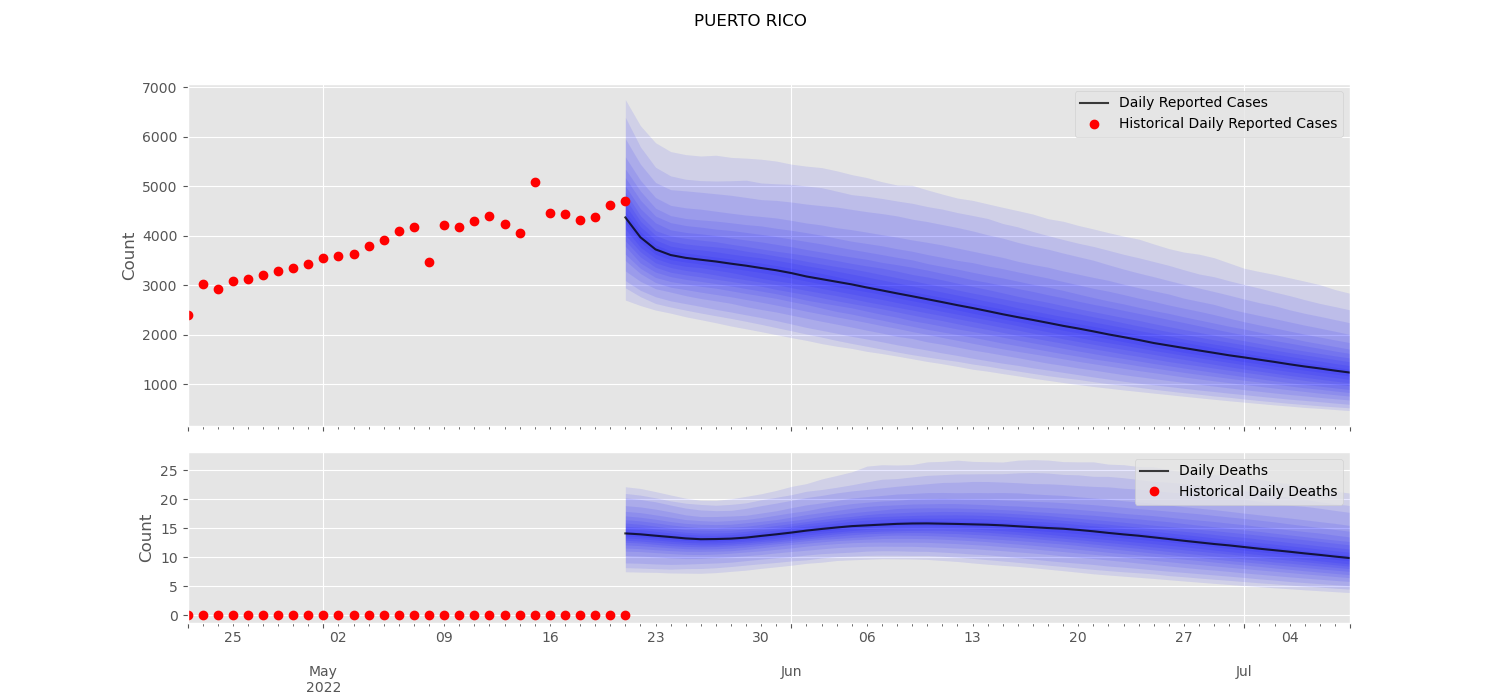 PUERTO RICO
7000
6000
5000
4000
3000
2000
1000
Count
Daily Reported Cases
Historical Daily Reported Cases
25
20
15
10
5
0
Count
Daily Deaths
Historical Daily Deaths
25 02 09 16 23 30 06 13 20 27 04
May Jun Jul
2022